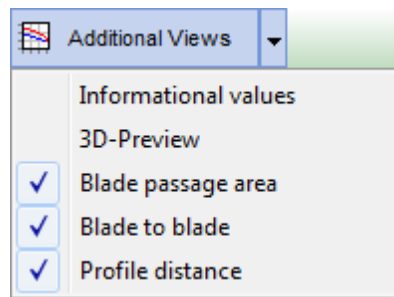 Additional Views
Informational values
3D-Preview
Blade passage area
Blade to blade
Profile distance